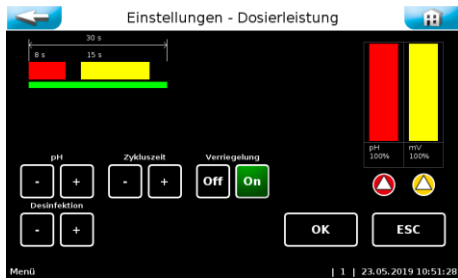 Einstellungen - Dosierleistung
30 s
8 s 15 s
pH mV
100% 100%
pH Zykluszeit Verriegelung
- + - + Off On
Desinfektion
- + OK ESC
Menü | 1 | 23.05.2019 10:51:28